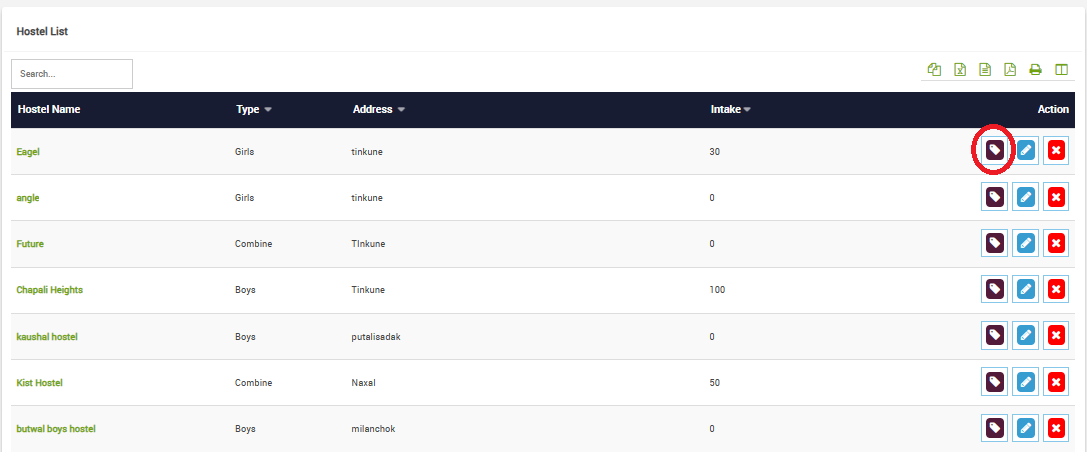 Hostel List
Search...
Hostel Name Type Address Intake Action
Eagel Girls tinkune 30
angle Girls tinkune 0
Future Combine TInkune 0
Chapali Heights Boys Tinkune 100
kaushal hostel Boys putalisadak 0
Kist Hostel Combine Naxal 50
butwal boys hostel Boys milanchok 0